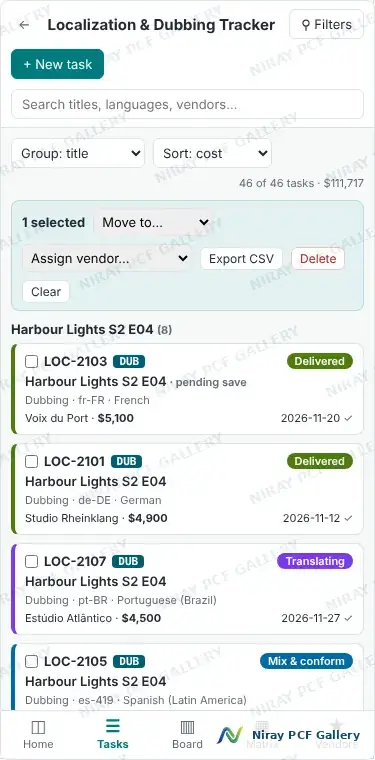 ← Localization & Dubbing Tracker Filters
+ New task
Search titles, languages, vendors...
Group: title Sort: cost
46 of 46 tasks · $111,717
1 selected Move to...
Assign vendor... Export CSV Delete
Clear
Harbour Lights S2 E04 (8)
LOC-2103 DUB Delivered
Harbour Lights S2 E04 · pending save
Dubbing · fr-FR · French
Voix du Port · $5,100 2026-11-20 ✓
LOC-2101 DUB Delivered
Harbour Lights S2 E04
Dubbing · de-DE · German
Studio Rheinklang · $4,900 2026-11-12 ✓
LOC-2107 DUB Translating
Harbour Lights S2 E04
Dubbing · pt-BR · Portuguese (Brazil)
Estúdio Atlântico · $4,500 2026-11-27 ✓
LOC-2105 DUB Mix & conform
Harbour Lights S2 E04
Dubbing · es-419 · Spanish (Latin America)
Home Tasks Board Matrix Vendors
Niray PCF Gallery
NIRAY PCF GALLERY